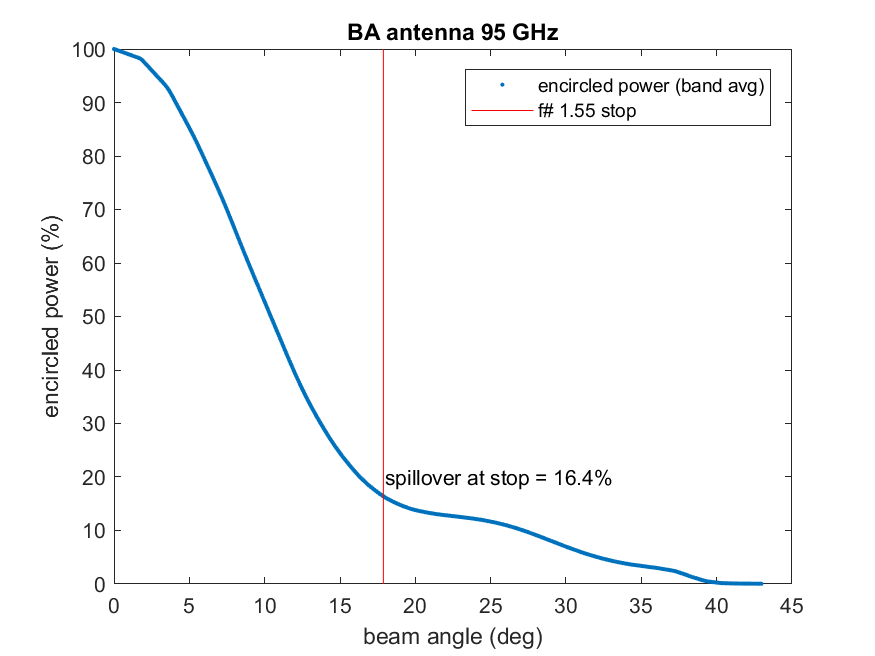 BA antenna 95 GHz
encircled power (%)
100
90
80
70
60
50
40
30
20
10
0
encircled power (band avg)
f# 1.55 stop
spillover at stop = 16.4%
0 5 10 15 20 25 30 35 40 45
beam angle (deg)